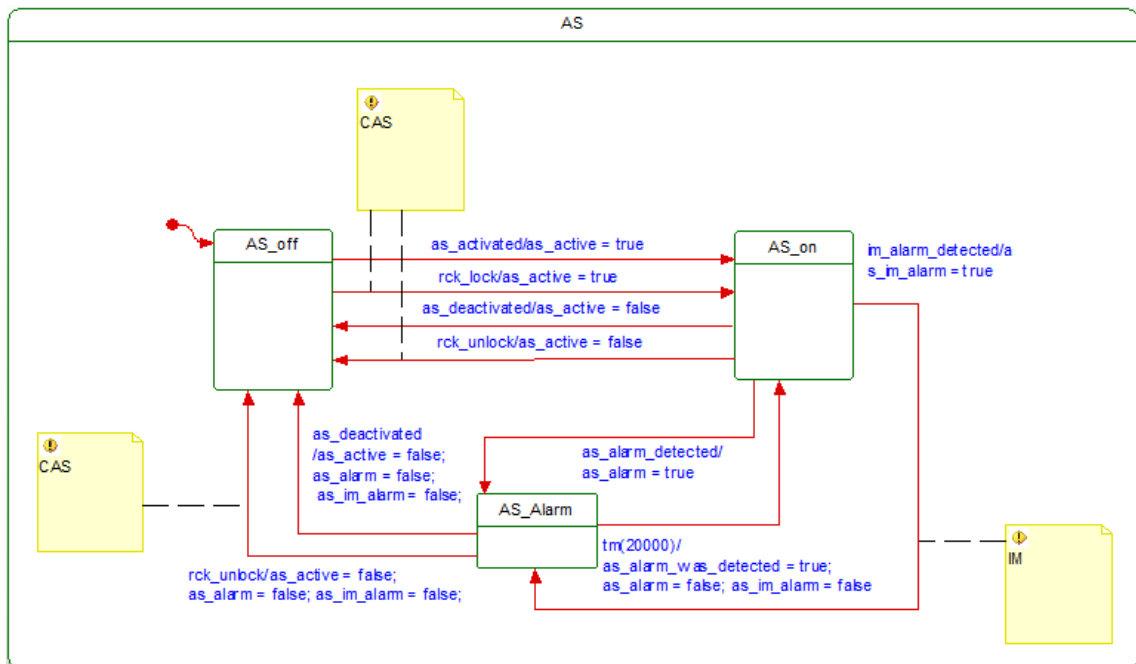 AS
CAS
AS_off
as_activated/as_active = true
AS_on
im_alarm_detected/a
s_im_alarm = true
rck_lock/as_active = true
as_deactivated/as_active = false
rck_unlock/as_active = false
CAS
as_deactivated
/as_active = false;
as_alarm = false;
as_im_alarm = false;
as_alarm_detected/
as_alarm = true
AS_Alarm
tm(20000)/
as_alarm_was_detected = true;
as_alarm = false; as_im_alarm = false
rck_unlock/as_active = false;
as_alarm = false; as_im_alarm = false;
IM